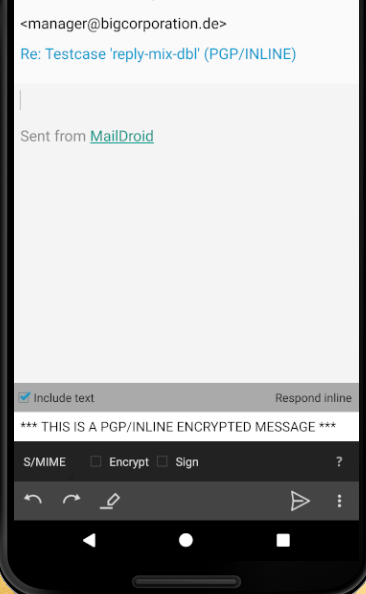 <manager@bigcorporation.de>
Re: Testcase 'reply-mix-dbl' (PGP/INLINE)
Sent from MailDroid
Include text Respond inline
*** THIS IS A PGP/INLINE ENCRYPTED MESSAGE ***
S/MIME Encrypt Sign ?